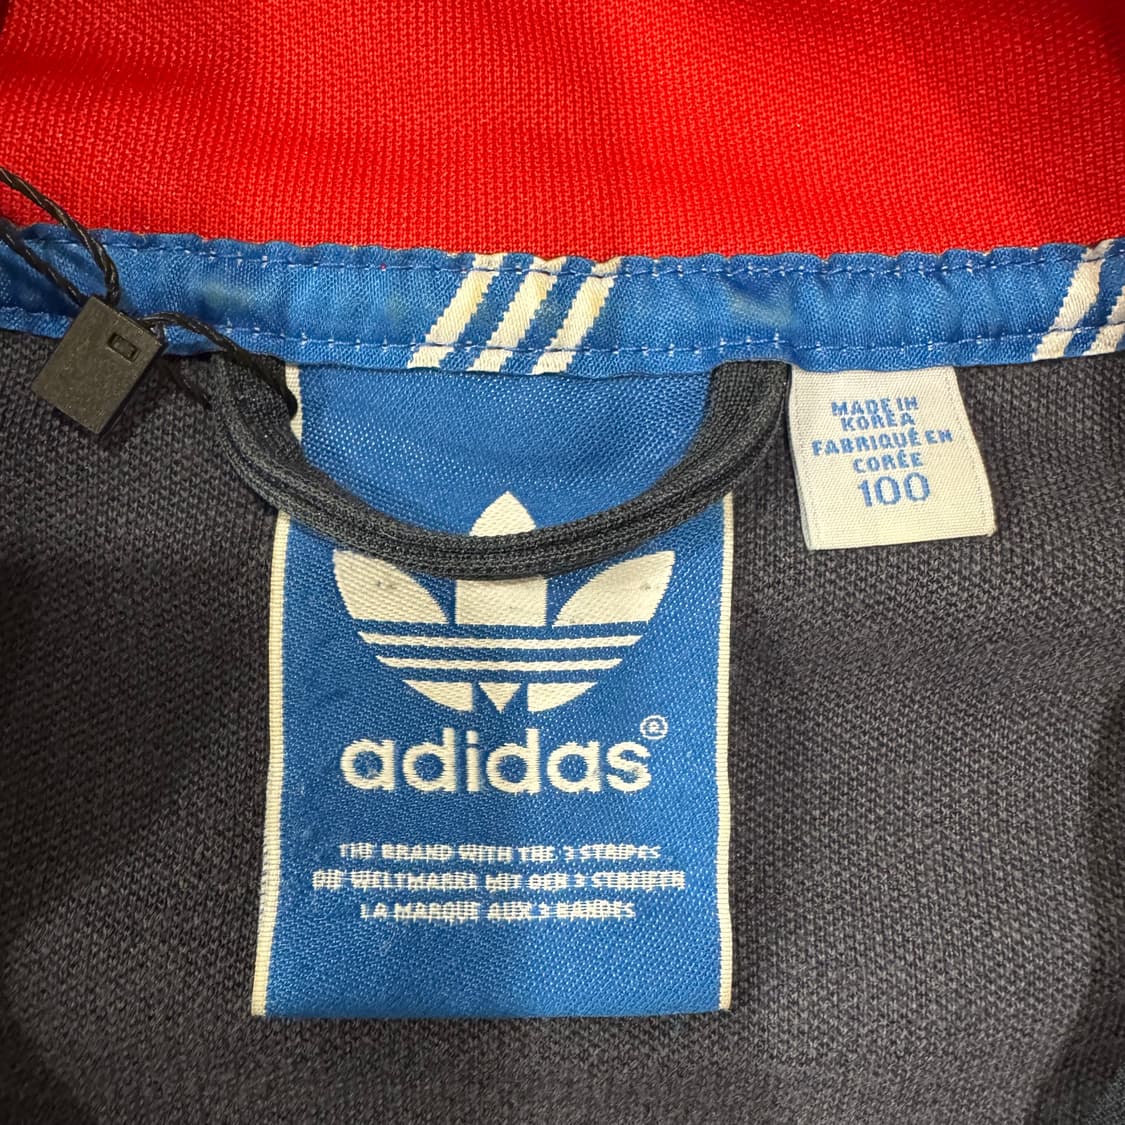 MADE IN
KOREA
FABRIQUÉ EN
CORÉE
100
adidas®
THE BRAND WITH THE 3 STRIPES
DIE WELTMARKE MIT DEN 3 STREIFEN
LA MARQUE AUX 3 BANDES